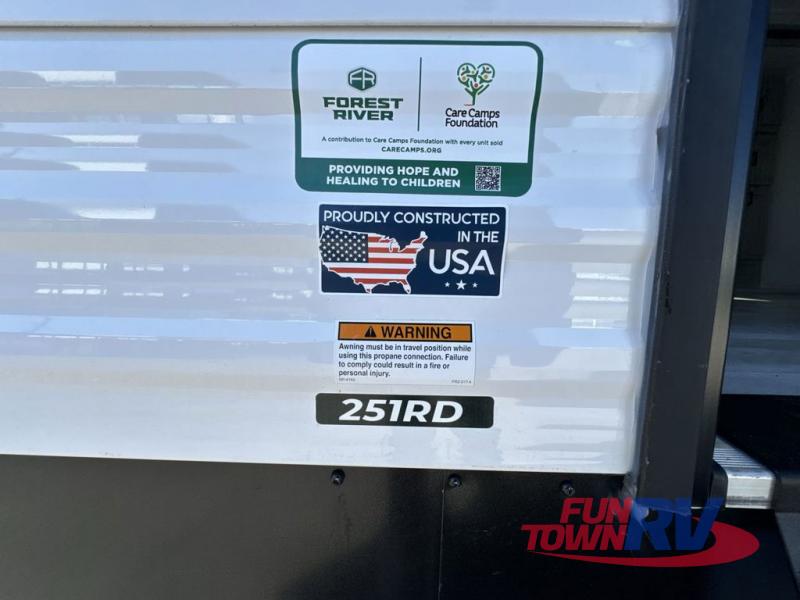 FR
FOREST
RIVER
Care Camps
Foundation
A contribution to Care Camps Foundation with every unit sold
CARECAMPS.ORG
PROVIDING HOPE AND
HEALING TO CHILDREN
PROUDLY CONSTRUCTED
IN THE
USA
WARNING
Awning must be in travel position while
using this propane connection. Failure
to comply could result in a fire or
personal injury.
251RD
FUN
TOWN RV